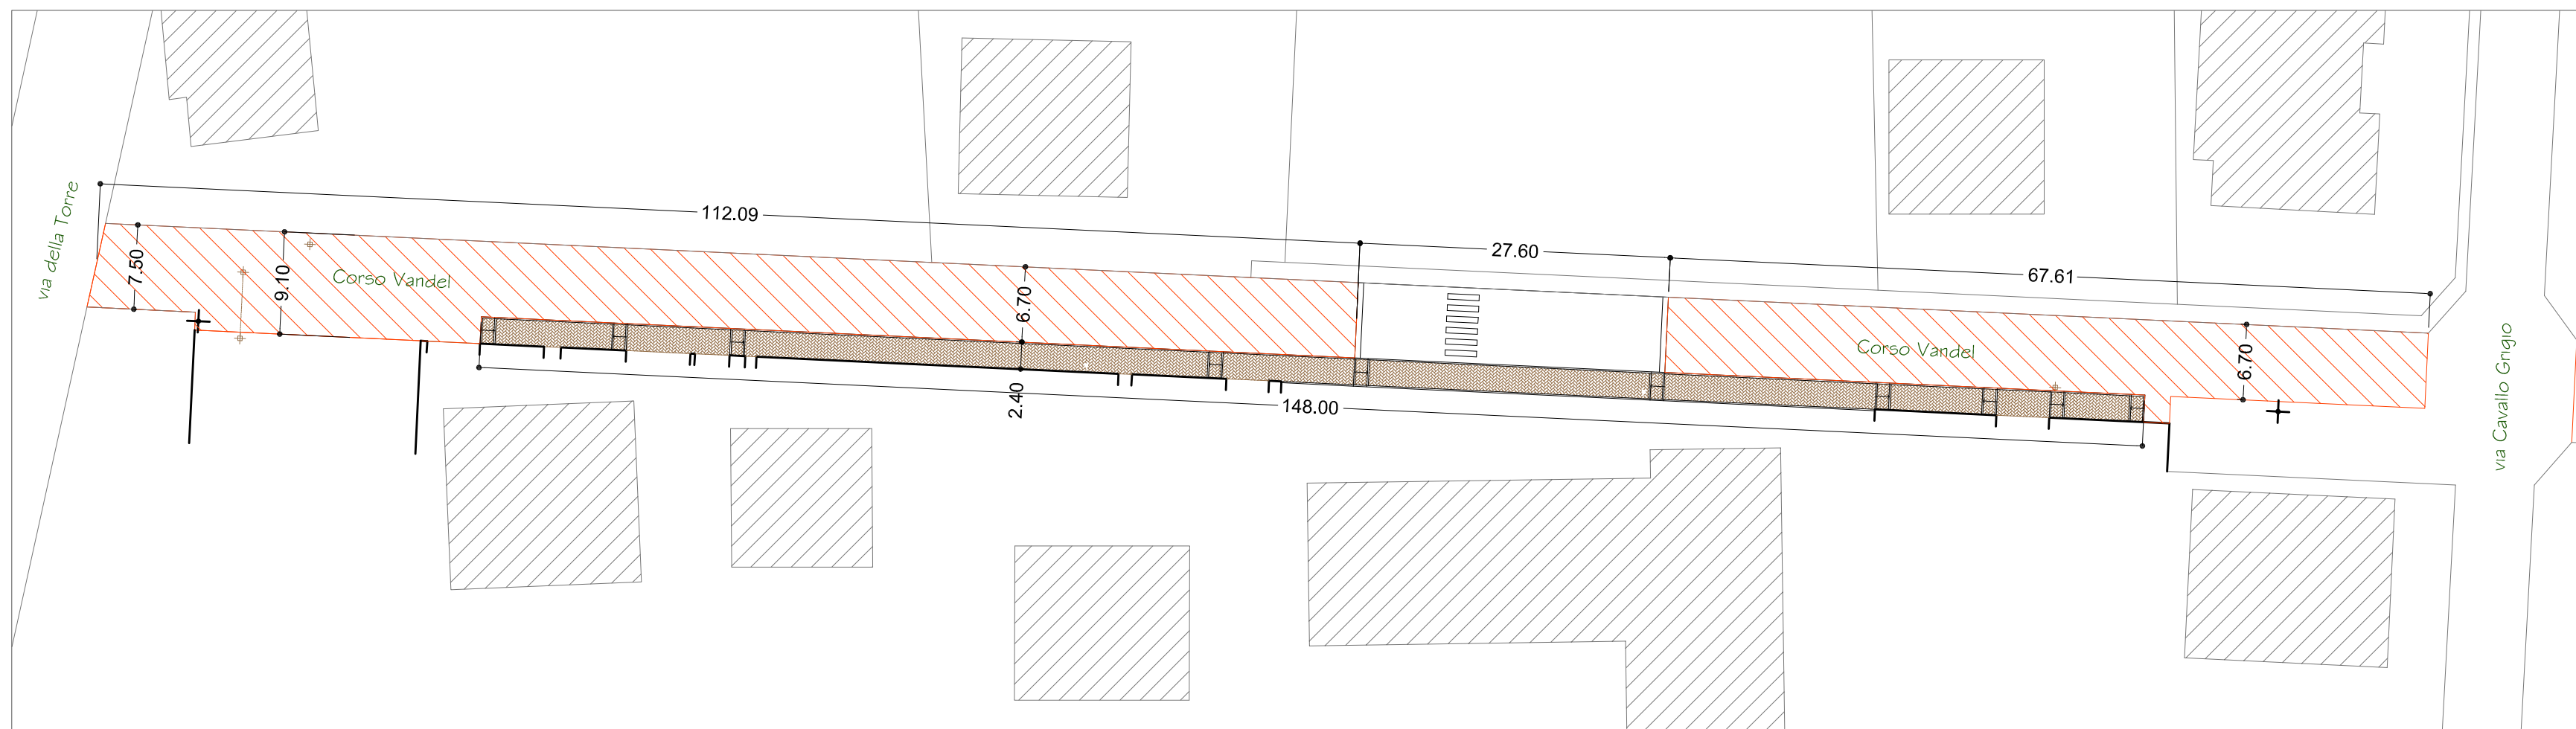 via della Torre
112.09
27.60
67.61
7.50
9.10
Corso Vandel
6.70
Corso Vandel
6.70
via Cavallo Grigio
2.40
148.00